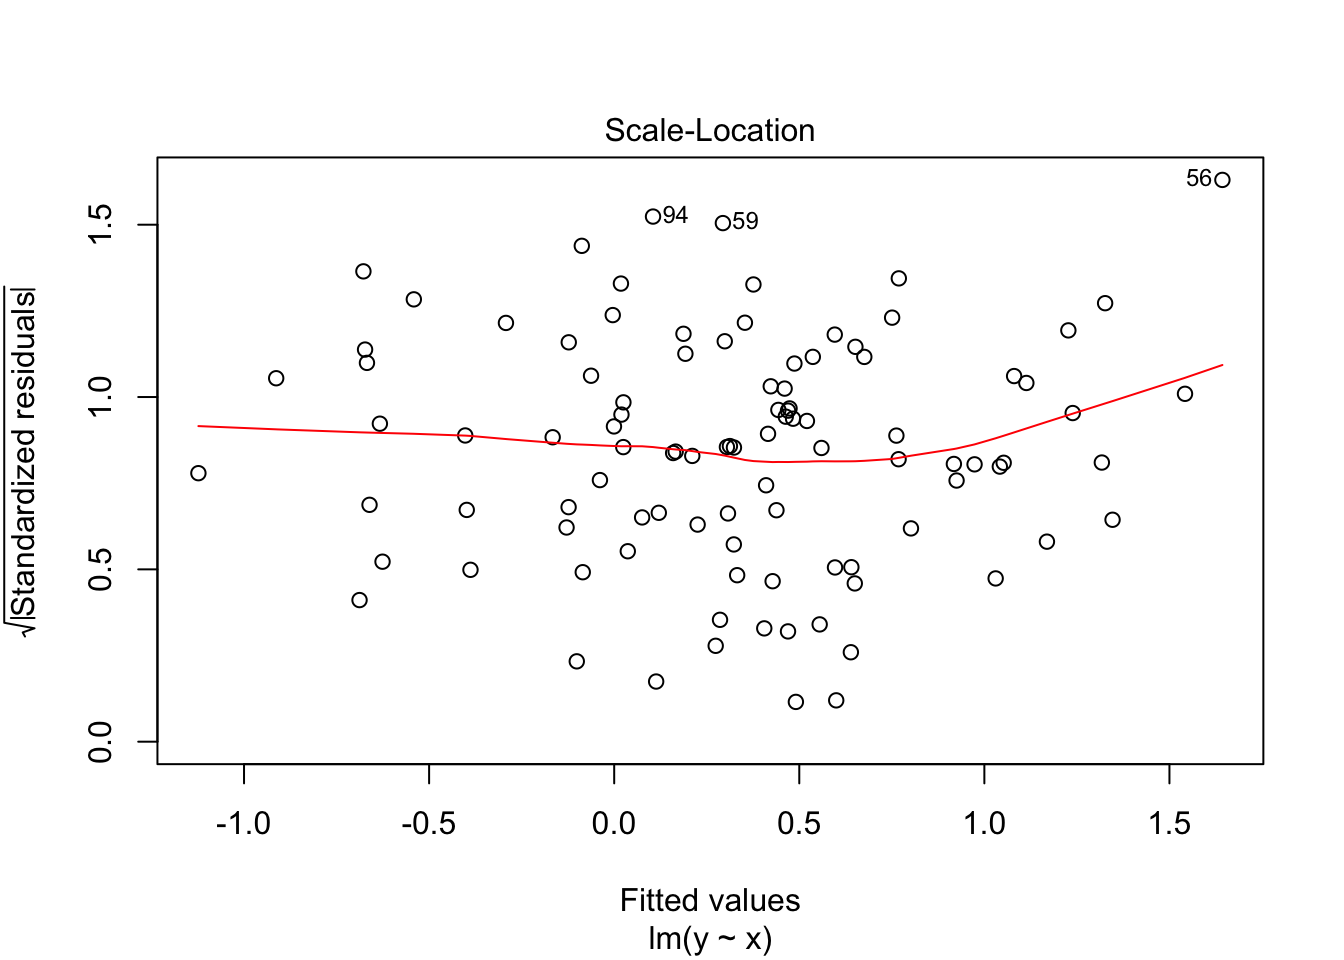 Scale-Location
56
94
59
√|Standardized residuals|
1.5
1.0
0.5
0.0
-1.0 -0.5 0.0 0.5 1.0 1.5
Fitted values
lm(y ~ x)